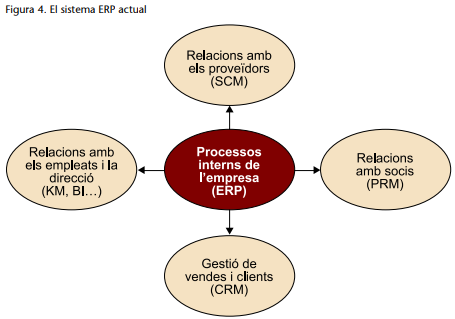 Figura 4. El sistema ERP actual
Relacions amb
els proveïdors
(SCM)
Relacions amb
els empleats i la
direcció
(KM, BI...)
Processos
interns de
l'empresa
(ERP)
Relacions
amb socis
(PRM)
Gestió de
vendes i clients
(CRM)